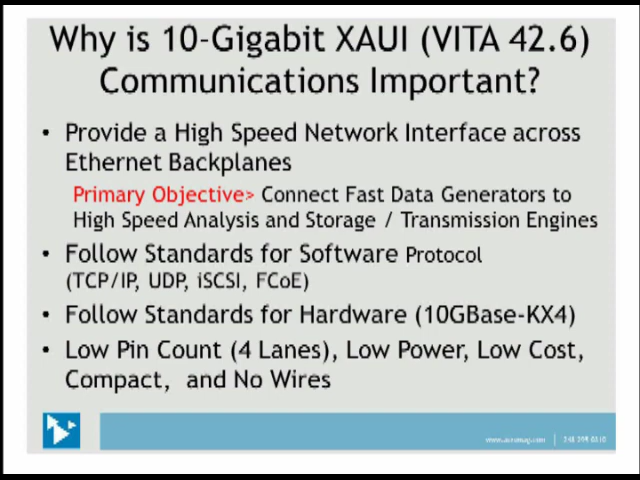 Why is 10-Gigabit XAUI (VITA 42.6)
Communications Important?
• Provide a High Speed Network Interface across
Ethernet Backplanes
Primary Objective> Connect Fast Data Generators to
High Speed Analysis and Storage / Transmission Engines
• Follow Standards for Software Protocol
(TCP/IP, UDP, iSCSI, FCoE)
• Follow Standards for Hardware (10GBase-KX4)
• Low Pin Count (4 Lanes), Low Power, Low Cost,
Compact, and No Wires